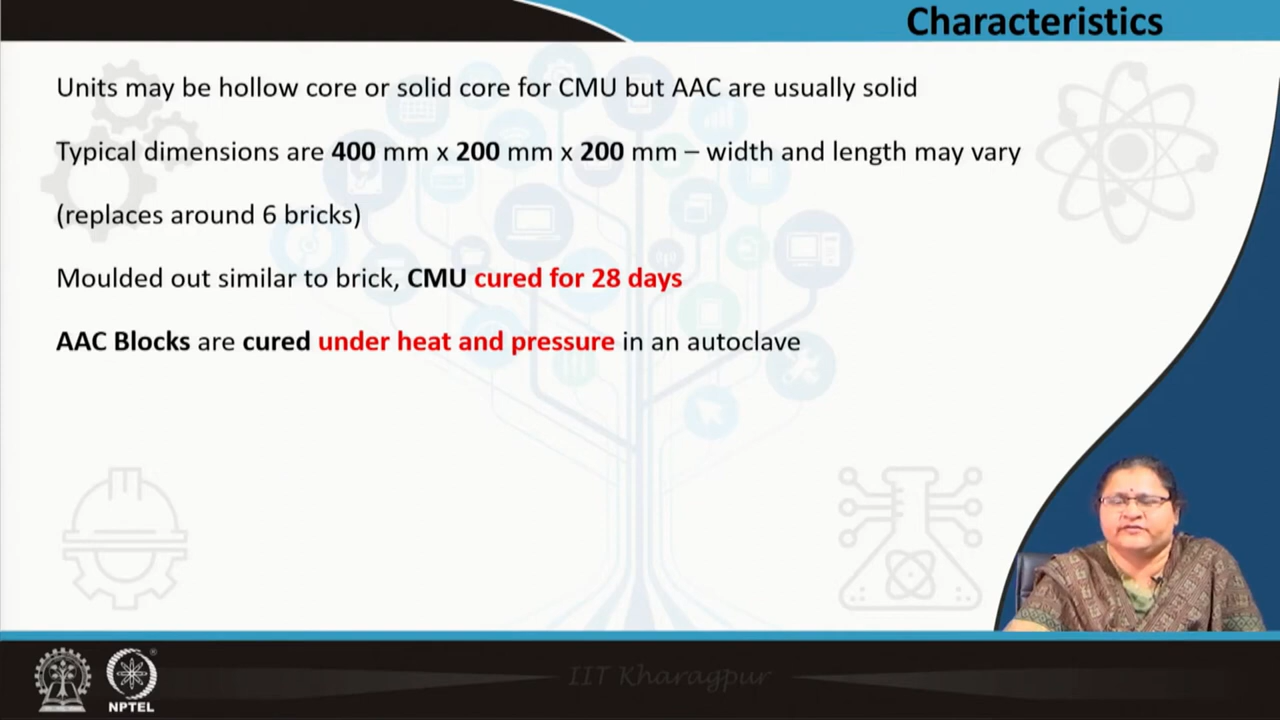 Characteristics
Units may be hollow core or solid core for CMU but AAC are usually solid
Typical dimensions are 400 mm x 200 mm x 200 mm – width and length may vary
(replaces around 6 bricks)
Moulded out similar to brick, CMU cured for 28 days
AAC Blocks are cured under heat and pressure in an autoclave
IIT Kharagpur
NPTEL